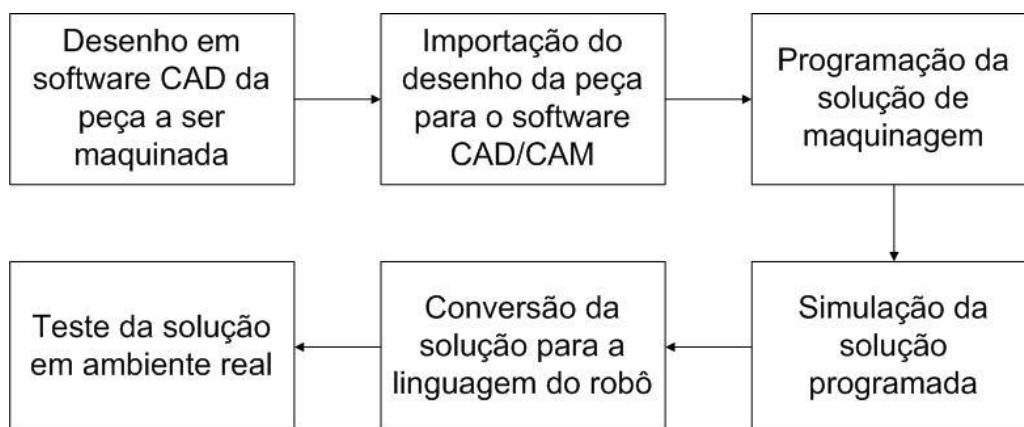 Desenho em
software CAD da
peça a ser
maquinada
Importação do
desenho da peça
para o software
CAD/CAM
Programação da
solução de
maquinagem
Simulação da
solução
programada
Conversão da
solução para a
linguagem do robô
Teste da solução
em ambiente real